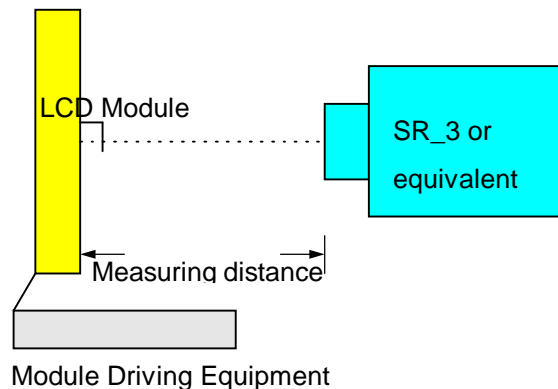 LCD Module
SR_3 or
equivalent
Measuring distance
Module Driving Equipment